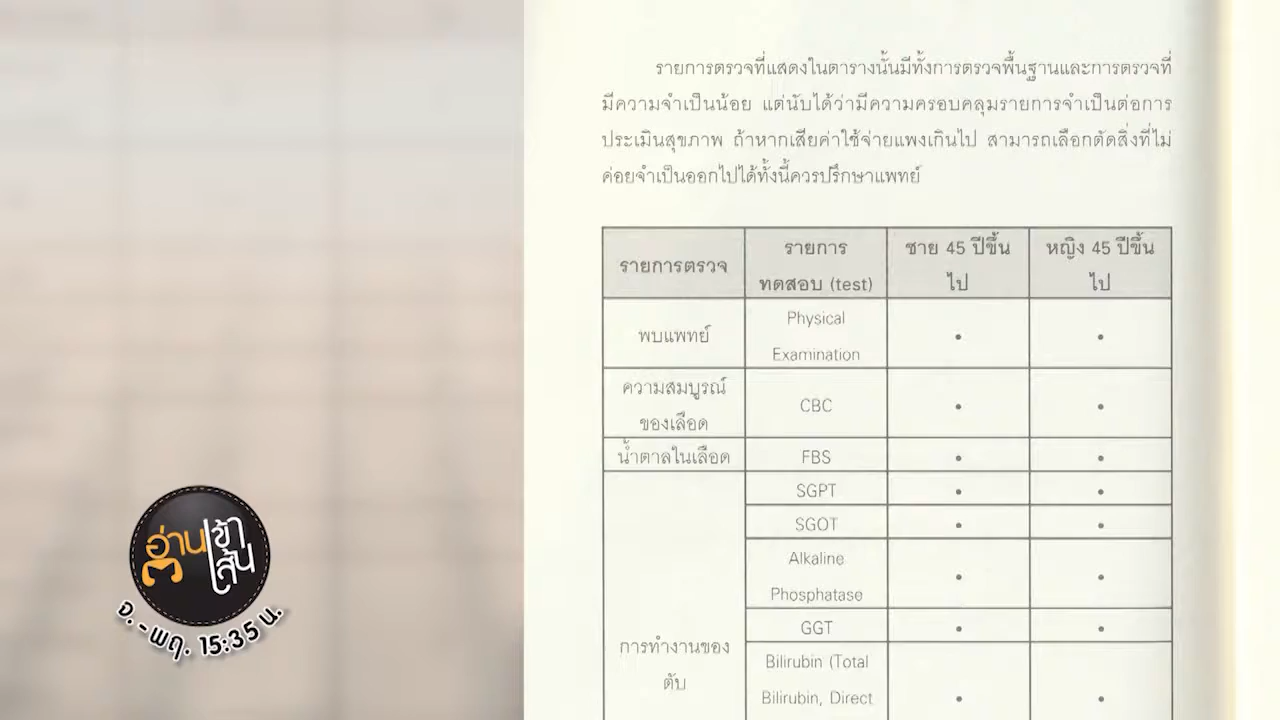 รายการตรวจที่แสดงในตารางนั้นมีทั้งการตรวจพื้นฐานและการตรวจที่
มีความจำเป็นน้อย แต่นับได้ว่ามีความครอบคลุมรายการจำเป็นต่อการ
ประเมินสุขภาพ ถ้าหากเสียค่าใช้จ่ายแพงเกินไป สามารถเลือกตัดสิ่งที่ไม่
ค่อยจำเป็นออกไปได้ทั้งนี้ควรปรึกษาแพทย์
รายการตรวจ
รายการ
ทดสอบ (test)
ชาย 45 ปีขึ้น
ไป
หญิง 45 ปีขึ้น
ไป
พบแพทย์
Physical
Examination
• •
ความสมบูรณ์
ของเลือด
CBC
• •
น้ำตาลในเลือด FBS • •
การทำงานของ
ตับ
SGPT • •
SGOT • •
Alkaline
Phosphatase
• •
GGT • •
Bilirubin (Total
Bilirubin, Direct
• •
อ่านเข้าเส้น
จ. - พฤ. 15:35 น.